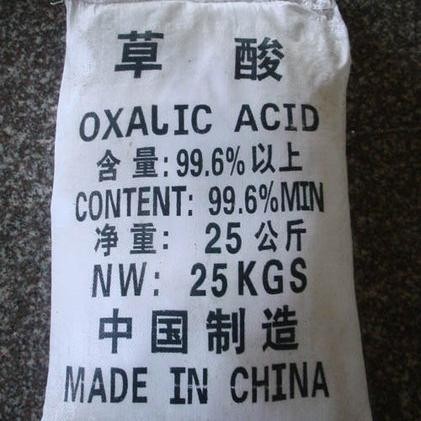 草酸
OXALIC ACID
含量:99.6%以上
CONTENT: 99.6%MIN
净重: 25公斤
NW: 25KGS
中国制造
MADE IN CHINA